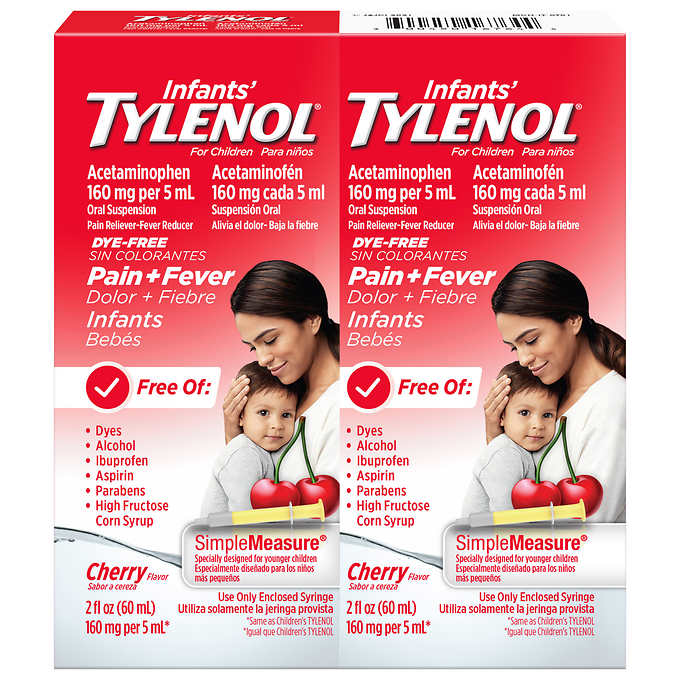 Infants'
TYLENOL®
For Children Para niños
Acetaminophen
160 mg per 5 mL
Oral Suspension
Pain Reliever-Fever Reducer
Acetaminofén
160 mg cada 5 ml
Suspensión Oral
Alivia el dolor- Baja la fiebre
DYE-FREE
SIN COLORANTES
Pain + Fever
Dolor + Fiebre
Infants
Bebés
Free Of:
• Dyes
• Alcohol
• Ibuprofen
• Aspirin
• Parabens
• High Fructose
Corn Syrup
SimpleMeasure®
Specially designed for younger children
Especialmente diseñado para los niños
más pequeños
Cherry Flavor
Sabor a cereza
Use Only Enclosed Syringe
Utiliza solamente la jeringa provista
2 fl oz (60 mL)
160 mg per 5 mL*
*Same as Children's TYLENOL
*Igual que Children's TYLENOL
Infants'
TYLENOL®
For Children Para niños
Acetaminophen
160 mg per 5 mL
Oral Suspension
Pain Reliever-Fever Reducer
Acetaminofén
160 mg cada 5 ml
Suspensión Oral
Alivia el dolor- Baja la fiebre
DYE-FREE
SIN COLORANTES
Pain + Fever
Dolor + Fiebre
Infants
Bebés
Free Of:
• Dyes
• Alcohol
• Ibuprofen
• Aspirin
• Parabens
• High Fructose
Corn Syrup
SimpleMeasure®
Specially designed for younger children
Especialmente diseñado para los niños
más pequeños
Cherry Flavor
Sabor a cereza
Use Only Enclosed Syringe
Utiliza solamente la jeringa provista
2 fl oz (60 mL)
160 mg per 5 mL*
*Same as Children's TYLENOL
*Igual que Children's TYLENOL